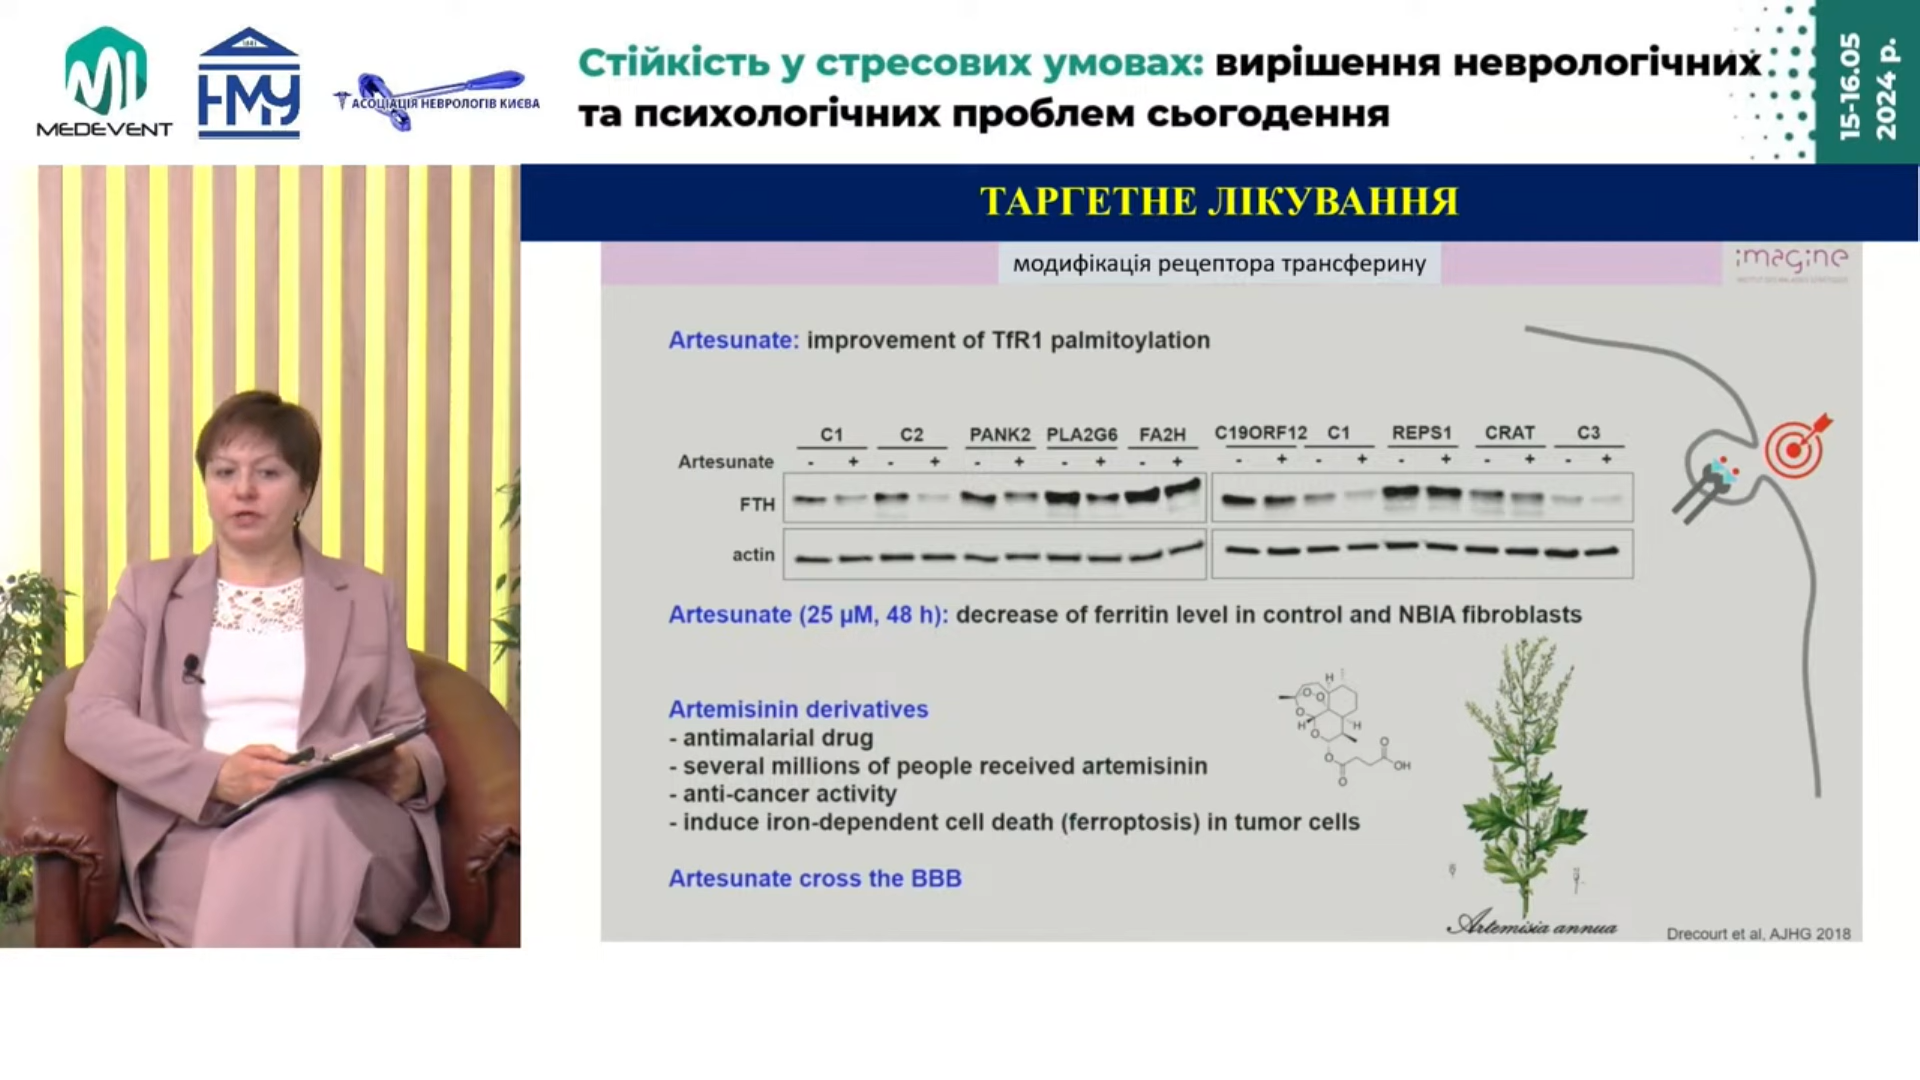 MEDEVENT
1841
НМУ
АСОЦІАЦІЯ НЕВРОЛОГІВ КИЄВА
Стійкість у стресових умовах: вирішення неврологічних
та психологічних проблем сьогодення
15-16.05
2024 р.
ТАРГЕТНЕ ЛІКУВАННЯ
модифікація рецептора трансферину
imagine
Artesunate: improvement of TfR1 palmitoylation
C1 C2 PANK2 PLA2G6 FA2H C19ORF12 C1 REPS1 CRAT C3
Artesunate - + - + - + - + - + - + - + - + - + - +
FTH
actin
Artesunate (25 µM, 48 h): decrease of ferritin level in control and NBIA fibroblasts
Artemisinin derivatives
- antimalarial drug
- several millions of people received artemisinin
- anti-cancer activity
- induce iron-dependent cell death (ferroptosis) in tumor cells
Artesunate cross the BBB
H
O O
O
H H
O
O O
O OH
Artemisia annua
Drecourt et al, AJHG 2018